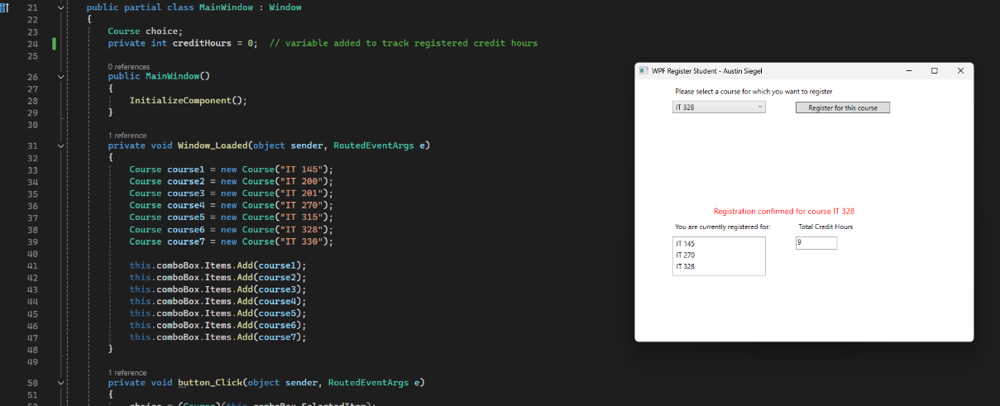 21 public partial class MainWindow : Window
22 {
23 Course choice;
24 private int creditHours = 0; // variable added to track registered credit hours
25
0 references
26 public MainWindow()
27 {
28 InitializeComponent();
29 }
30
1 reference
31 private void Window_Loaded(object sender, RoutedEventArgs e)
32 {
33 Course course1 = new Course("IT 145");
34 Course course2 = new Course("IT 200");
35 Course course3 = new Course("IT 201");
36 Course course4 = new Course("IT 270");
37 Course course5 = new Course("IT 315");
38 Course course6 = new Course("IT 328");
39 Course course7 = new Course("IT 330");
40
41 this.comboBox.Items.Add(course1);
42 this.comboBox.Items.Add(course2);
43 this.comboBox.Items.Add(course3);
44 this.comboBox.Items.Add(course4);
45 this.comboBox.Items.Add(course5);
46 this.comboBox.Items.Add(course6);
47 this.comboBox.Items.Add(course7);
48 }
49
1 reference
50 private void button_Click(object sender, RoutedEventArgs e)
51 {
52 choice = (Course)(this.comboBox.SelectedItem);
WPF Register Student - Austin Siegel
Please select a course for which you want to register
IT 328 Register for this course
Registration confirmed for course IT 328
You are currently registered for: Total Credit Hours
IT 145 9
IT 270
IT 328